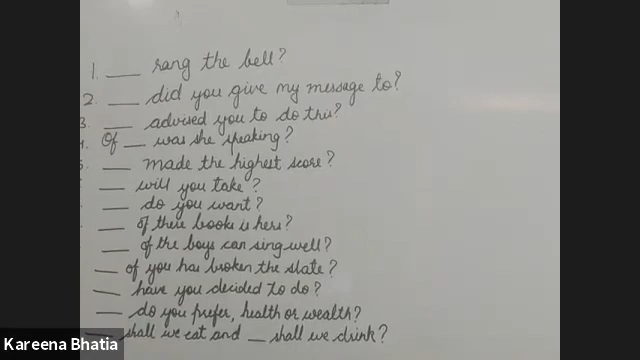 1. ___ rang the bell?
2. ___ did you give my message to?
3. ___ advised you to do this?
4. Of ___ was she speaking?
5. ___ made the highest score?
___ will you take?
___ do you want?
___ of these books is here?
___ of the boys can sing well?
___ of you has broken the slate?
___ have you decided to do?
___ do you prefer, health or wealth?
___ shall we eat and ___ shall we drink?
Kareena Bhatia